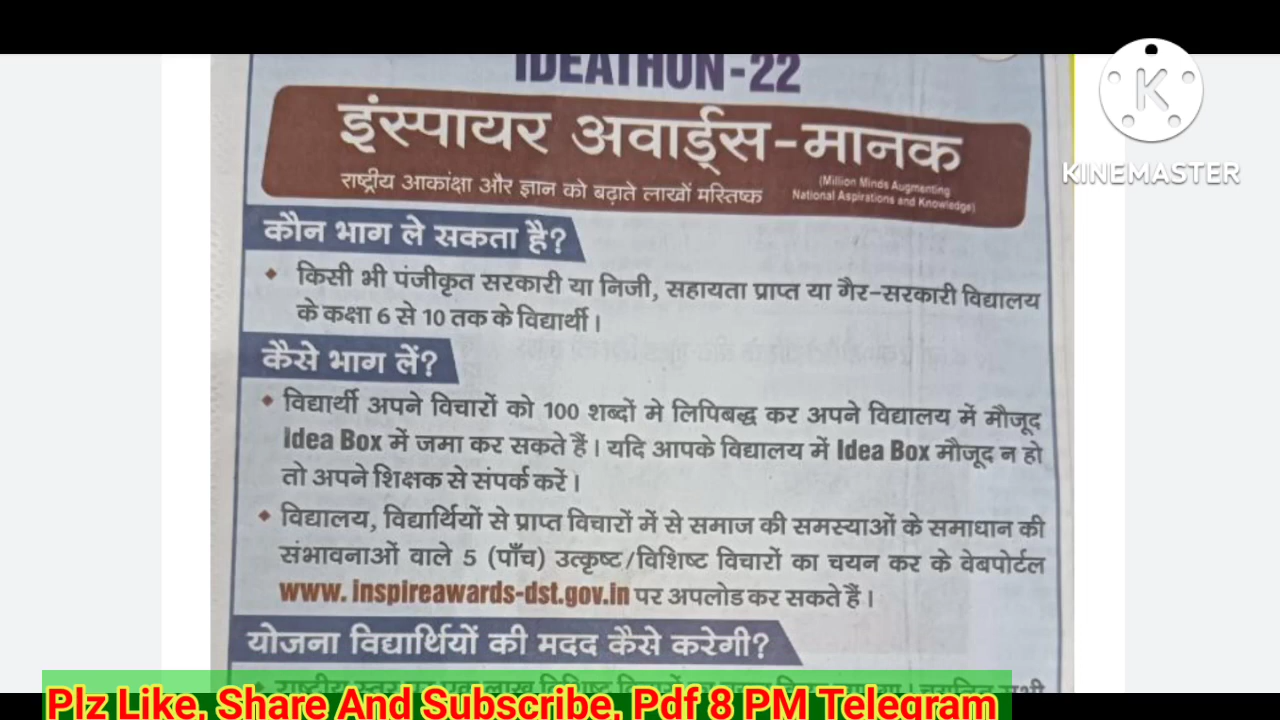 IDEATHON-22
इंस्पायर अवार्ड्स-मानक
राष्ट्रीय आकांक्षा और ज्ञान को बढ़ाते लाखों मस्तिष्क
(Million Minds Augmenting
National Aspirations and Knowledge)
K
KINEMASTER
कौन भाग ले सकता है?
किसी भी पंजीकृत सरकारी या निजी, सहायता प्राप्त या गैर-सरकारी विद्यालय
के कक्षा 6 से 10 तक के विद्यार्थी।
कैसे भाग लें?
विद्यार्थी अपने विचारों को 100 शब्दों मे लिपिबद्ध कर अपने विद्यालय में मौजूद
Idea Box में जमा कर सकते हैं। यदि आपके विद्यालय में Idea Box मौजूद न हो
तो अपने शिक्षक से संपर्क करें।
विद्यालय, विद्यार्थियों से प्राप्त विचारों में से समाज की समस्याओं के समाधान की
संभावनाओं वाले 5 (पाँच) उत्कृष्ट/विशिष्ट विचारों का चयन कर के वेबपोर्टल
www. inspireawards-dst.gov.in पर अपलोड कर सकते हैं।
योजना विद्यार्थियों की मदद कैसे करेगी?
राष्ट्रीय स्तर पर एक लाख विशिष्ट विचारों
Plz Like, Share And Subscribe, Pdf 8 PM Telegram